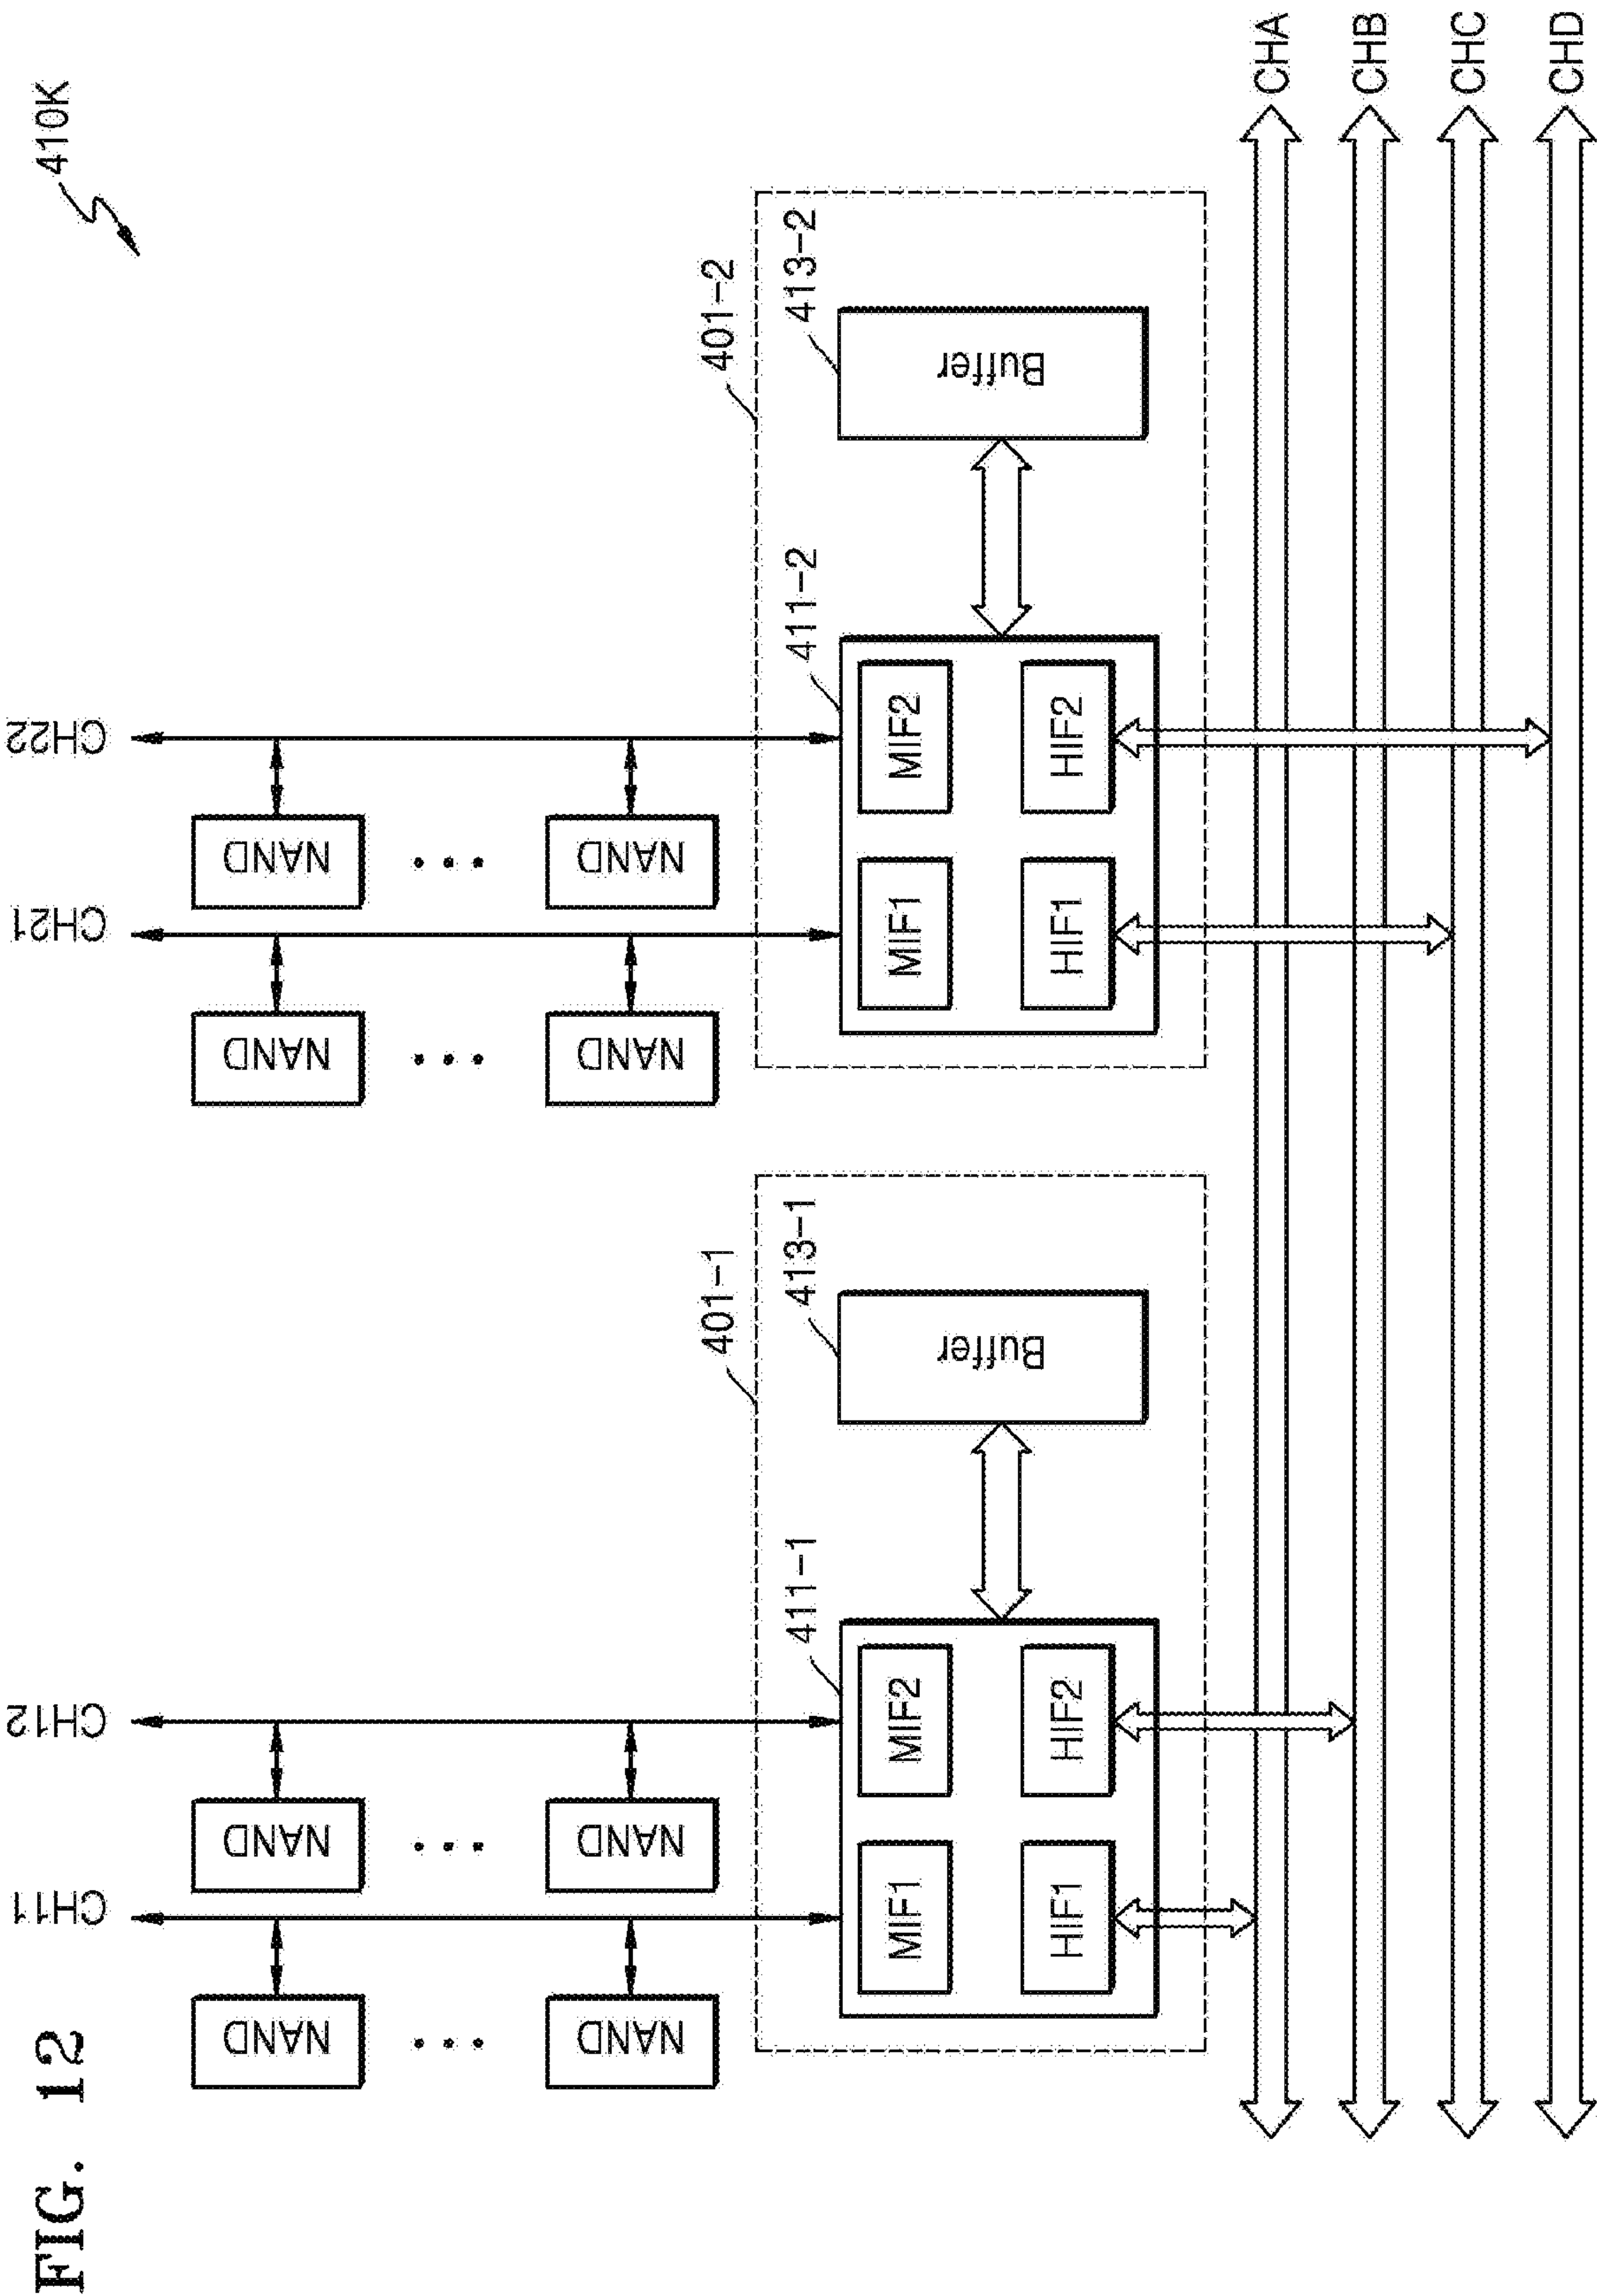 FIG. 12
410K
CH11
CH12
CH21
CH22
NAND
NAND
NAND
NAND
...
...
...
...
NAND
NAND
NAND
NAND
401-1
401-2
411-1
413-1
411-2
413-2
MIF1
MIF2
MIF1
MIF2
Buffer
Buffer
HIF1
HIF2
HIF1
HIF2
CHA
CHB
CHC
CHD